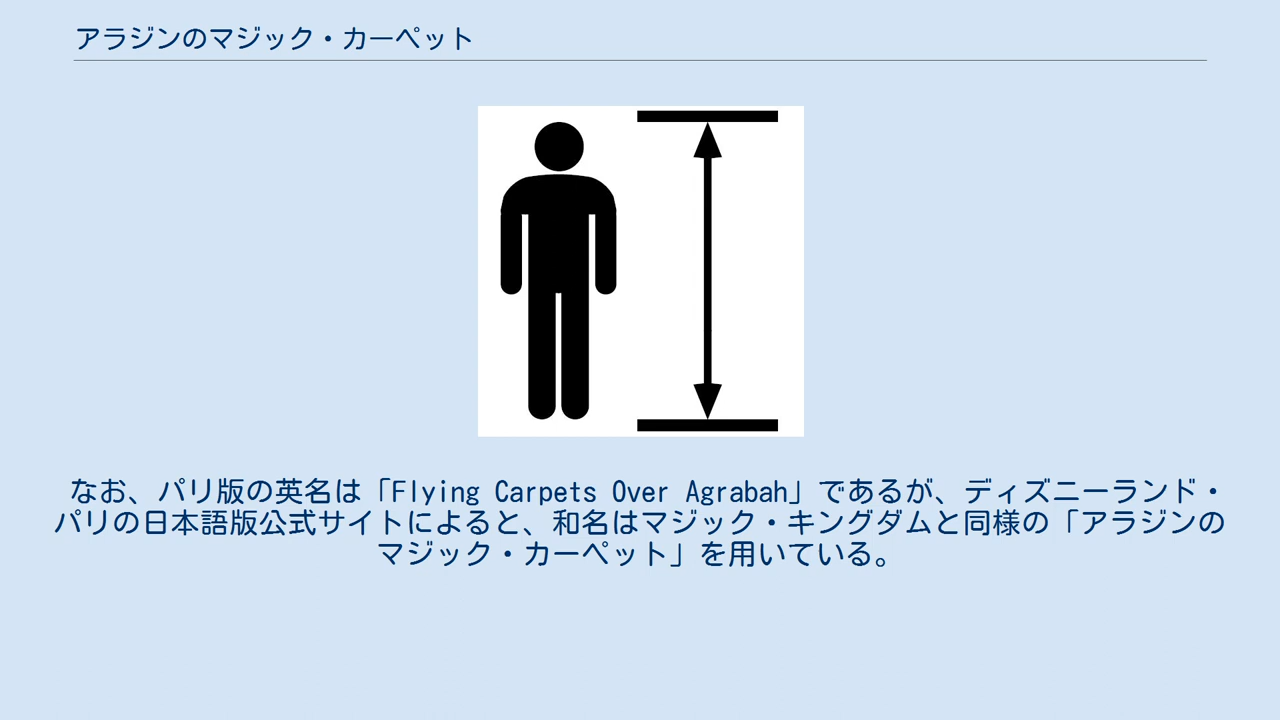 アラジンのマジック・カーペット
なお、パリ版の英名は「Flying Carpets Over Agrabah」であるが、ディズニーランド・
パリの日本語版公式サイトによると、和名はマジック・キングダムと同様の「アラジンの
マジック・カーペット」を用いている。